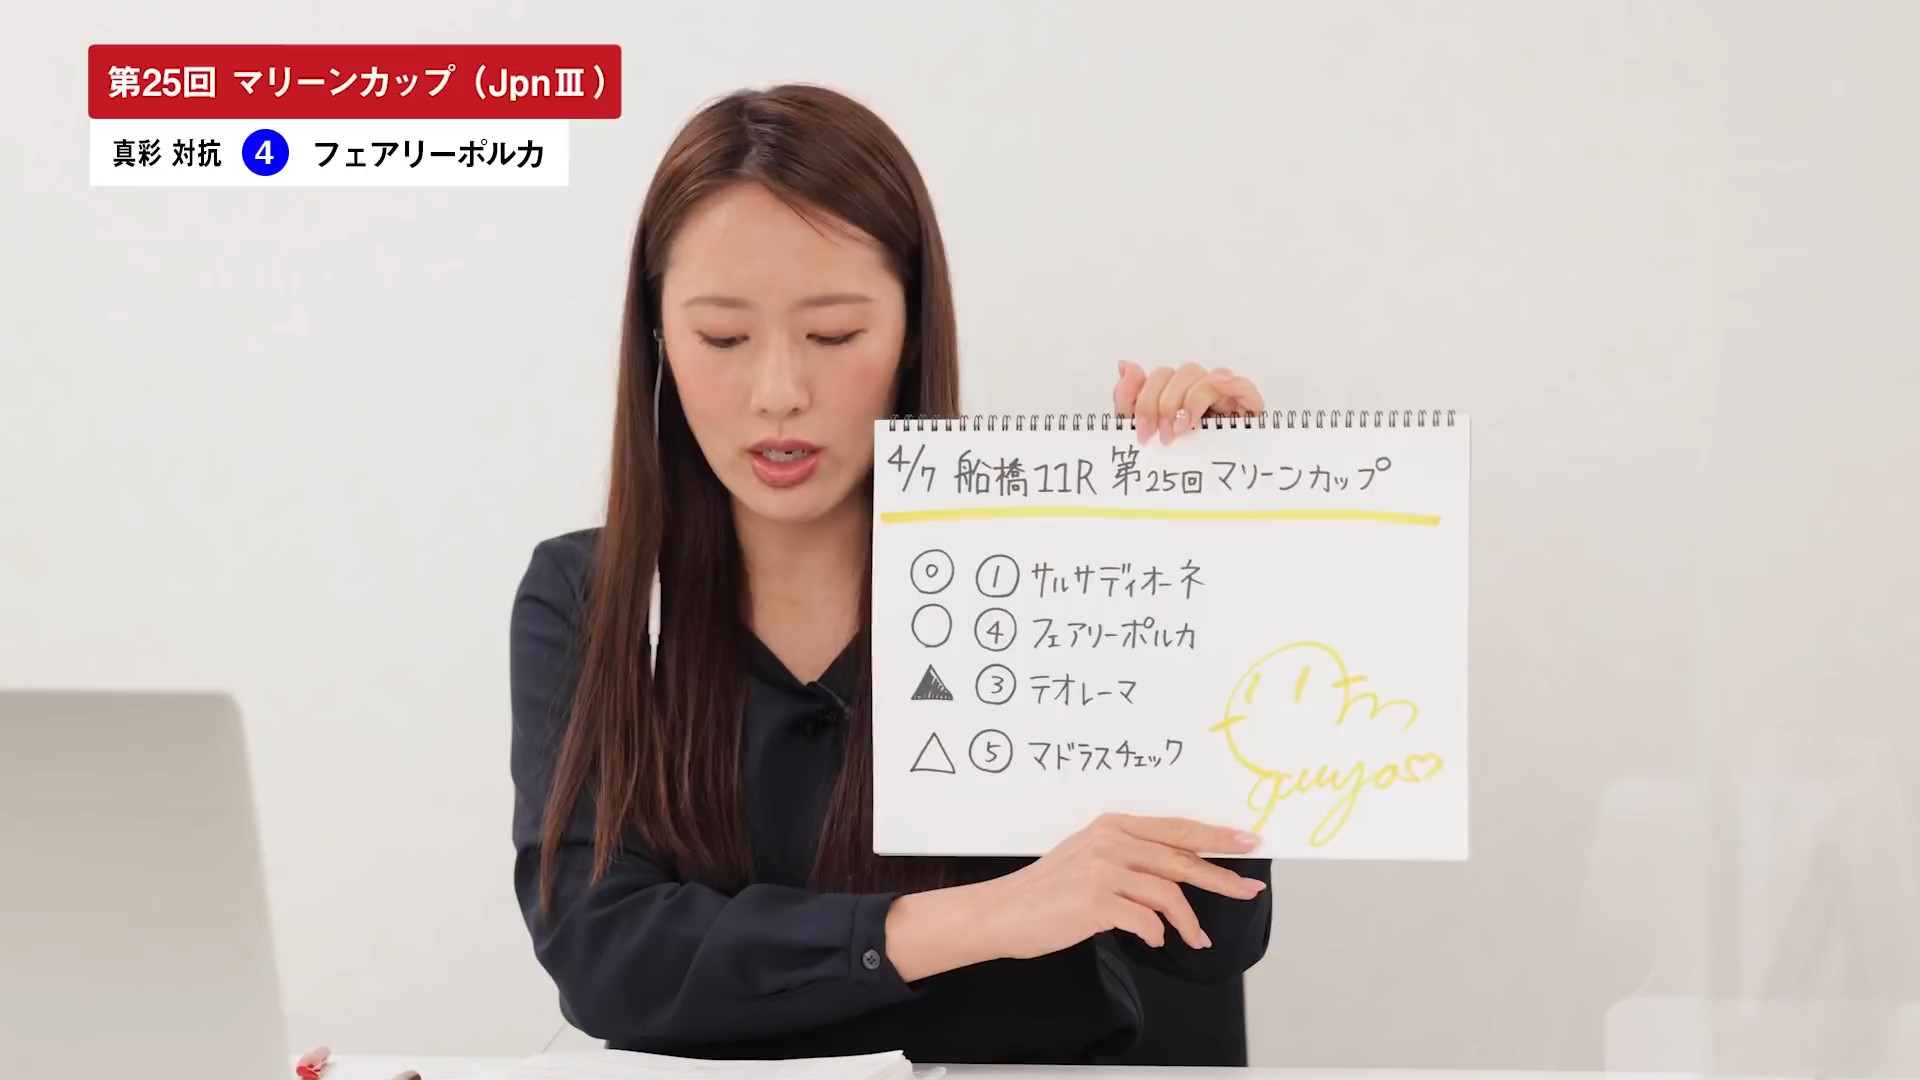 第25回 マリーンカップ（JpnⅢ）
真彩 対抗 4 フェアリーポルカ
4/7 船橋11R 第25回マリーンカップ
◎ ① サルサディオーネ
○ ④ フェアリーポルカ
▲ ③ テオレーマ
△ ⑤ マドラスチェック